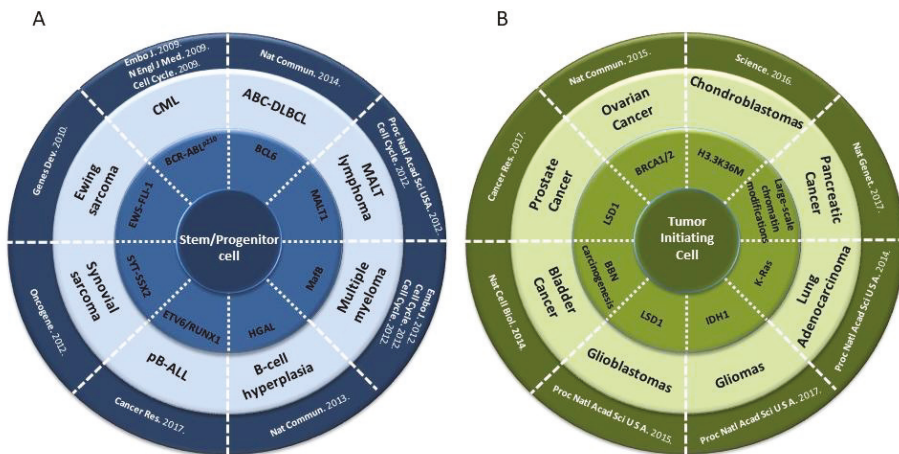 A
Embo J. 2009.
N Engl J Med. 2009.
Cell Cycle. 2009.
Nat Commun. 2014.
Proc Natl Acad Sci USA. 2012.
Cell Cycle. 2012.
Embo J. 2012.
Cell Cycle. 2012.
Cell Cycle. 2012.
Nat Commun. 2013.
Cancer Res. 2017.
Oncogene. 2012.
Genes Dev. 2010.
CML
ABC-DLBCL
MALT
lymphoma
Multiple
myeloma
B-cell
hyperplasia
pB-ALL
Synovial
sarcoma
Ewing
sarcoma
BCR-ABLp210
BCL6
MALT1
MafB
HGAL
ETV6/RUNX1
SYT-SSX2
EWS-FLI-1
Stem/Progenitor
cell
B
Nat Commun. 2015.
Science. 2016.
Nat Genet. 2017.
Proc Natl Acad Sci U S A. 2014.
Proc Natl Acad Sci U S A. 2017.
Proc Natl Acad Sci U S A. 2015.
Nat Cell Biol. 2014.
Cancer Res. 2017.
Ovarian
Cancer
Chondroblastomas
Pancreatic
Cancer
Lung
Adenocarcinoma
Gliomas
Glioblastomas
Bladder
Cancer
Prostate
Cancer
BRCA1/2
H3.3K36M
Large-scale
chromatin
modifications
K-Ras
IDH1
LSD1
BBN
carcinogenesis
LSD1
Tumor
Initiating
Cell